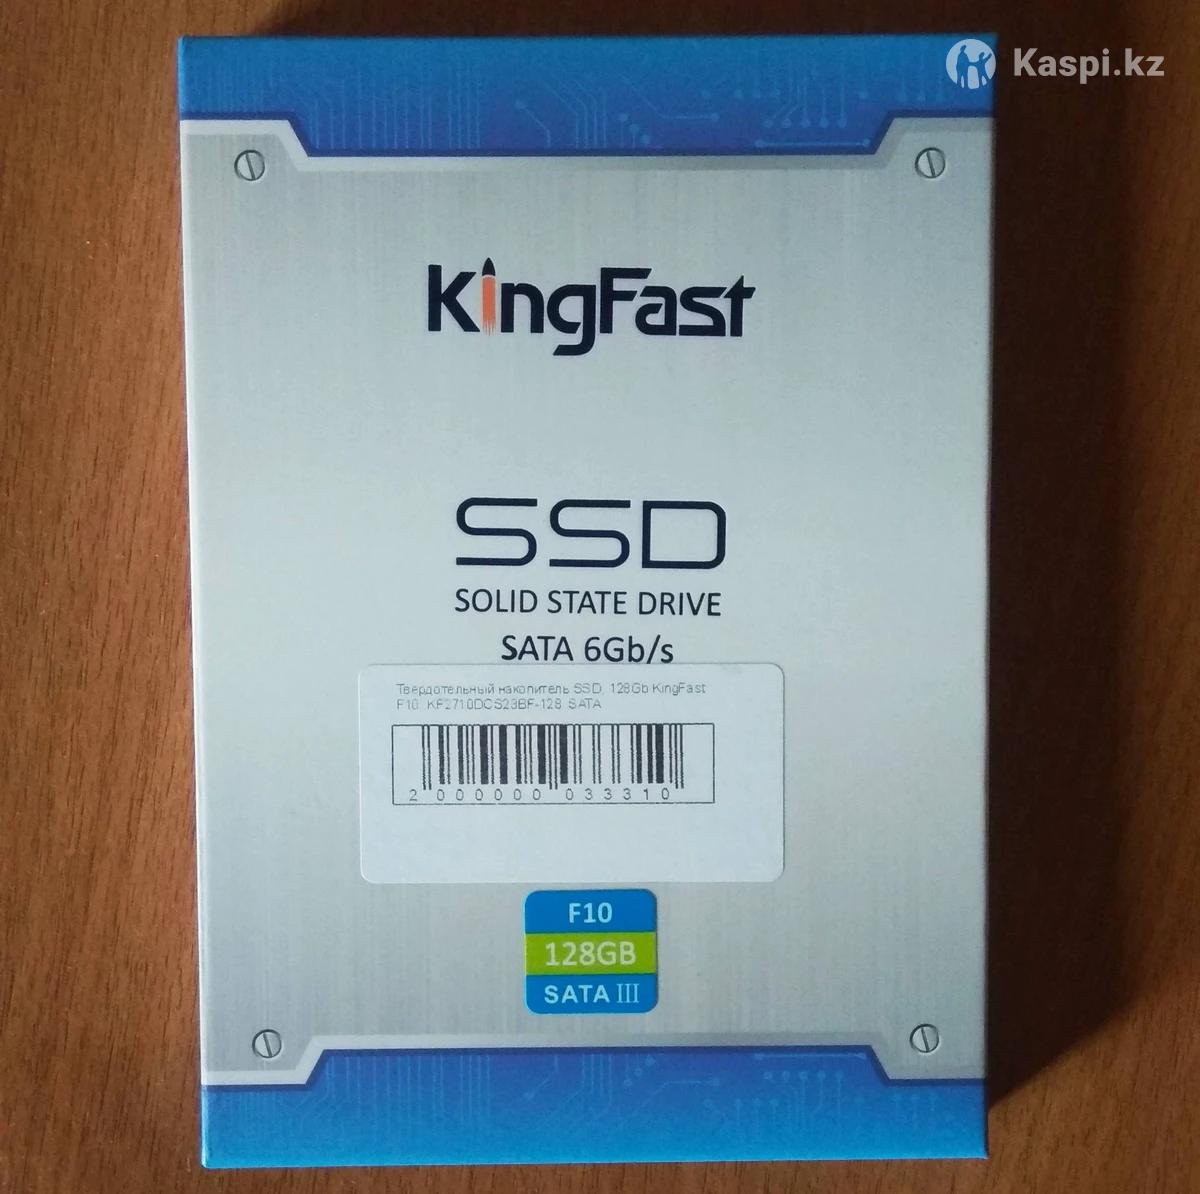 Kaspi.kz
KingFast
SSD
SOLID STATE DRIVE
SATA 6Gb/s
Твердотельный накопитель SSD, 128Gb KingFast
F10, KF2710DCS23BF-128, SATA
2 000000 033310
F10
128GB
SATA III